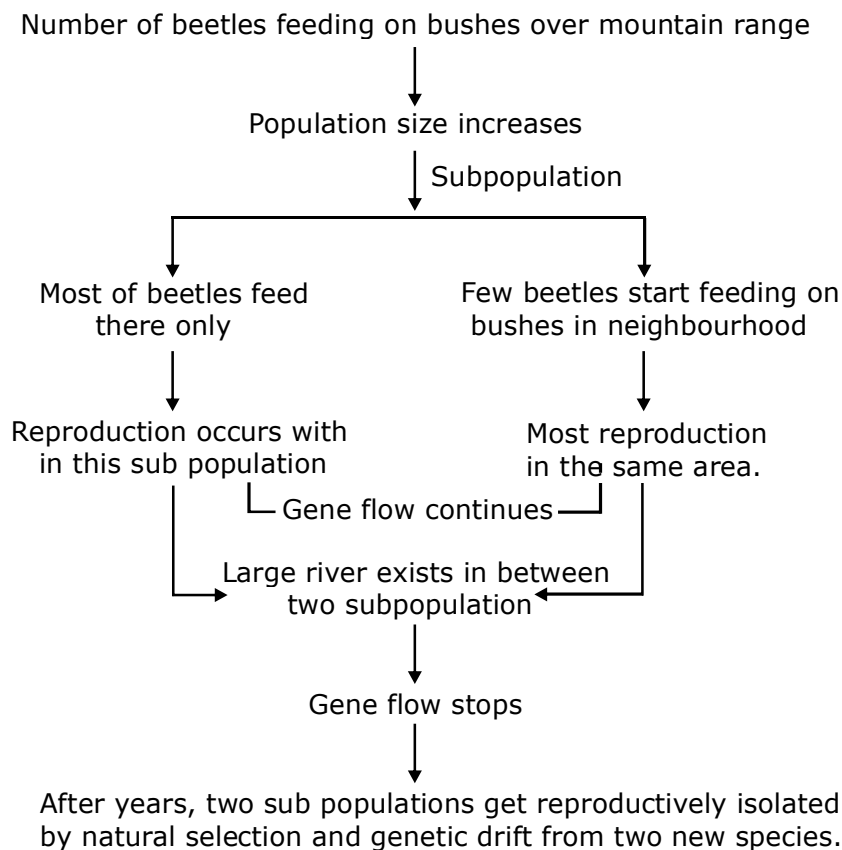 Number of beetles feeding on bushes over mountain range
Population size increases
Subpopulation
Most of beetles feed
there only
Few beetles start feeding on
bushes in neighbourhood
Reproduction occurs with
in this sub population
Most reproduction
in the same area.
Gene flow continues
Large river exists in between
two subpopulation
Gene flow stops
After years, two sub populations get reproductively isolated
by natural selection and genetic drift from two new species.